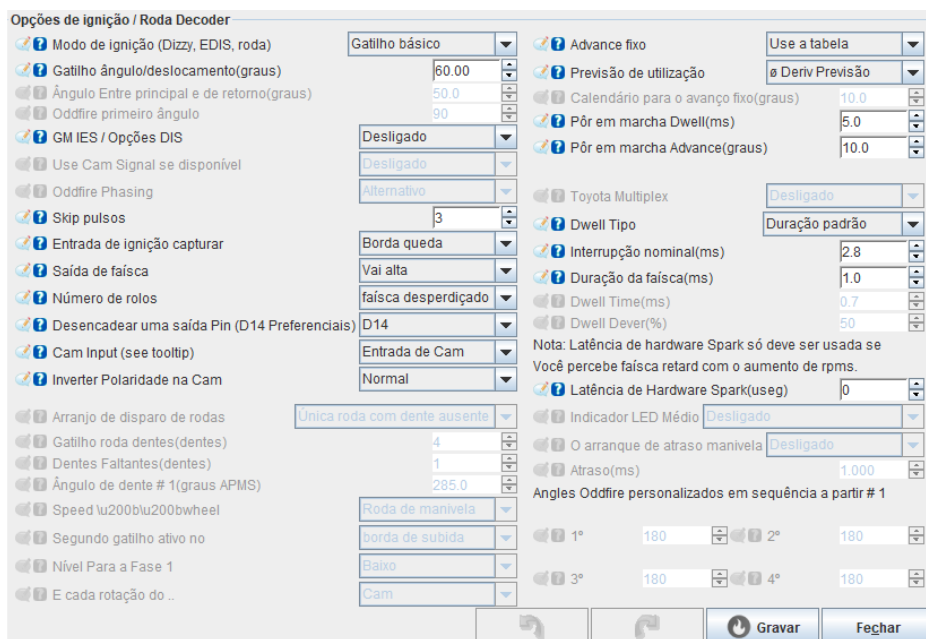 Opções de ignição / Roda Decoder
Modo de ignição (Dizzy, EDIS, roda) Gatilho básico
Gatilho ângulo/deslocamento(graus) 60.00
Ângulo Entre principal e de retorno(graus) 50.0
Oddfire primeiro ângulo 90
GM IES / Opções DIS Desligado
Use Cam Signal se disponível Desligado
Oddfire Phasing Alternativo
Skip pulsos 3
Entrada de ignição capturar Borda queda
Saída de faísca Vai alta
Número de rolos faísca desperdiçado
Desencadear uma saída Pin (D14 Preferenciais) D14
Cam Input (see tooltip) Entrada de Cam
Inverter Polaridade na Cam Normal
Arranjo de disparo de rodas Única roda com dente ausente
Gatilho roda dentes(dentes) 4
Dentes Faltantes(dentes) 1
Ângulo de dente # 1(graus APMS) 285.0
Speed \u200b\u200bwheel Roda de manivela
Segundo gatilho ativo no borda de subida
Nível Para a Fase 1 Baixo
E cada rotação do .. Cam
Advance fixo Use a tabela
Previsão de utilização ø Deriv Previsão
Calendário para o avanço fixo(graus) 10.0
Pôr em marcha Dwell(ms) 5.0
Pôr em marcha Advance(graus) 10.0
Toyota Multiplex Desligado
Dwell Tipo Duração padrão
Interrupção nominal(ms) 2.8
Duração da faísca(ms) 1.0
Dwell Time(ms) 0.7
Dwell Dever(%) 50
Nota: Latência de hardware Spark só deve ser usada se
Você percebe faísca retard com o aumento de rpms.
Latência de Hardware Spark(useg) 0
Indicador LED Médio Desligado
O arranque de atraso manivela Desligado
Atraso(ms) 1.000
Angles Oddfire personalizados em sequência a partir # 1
1º 180 2º 180
3º 180 4º 180
Gravar Fechar